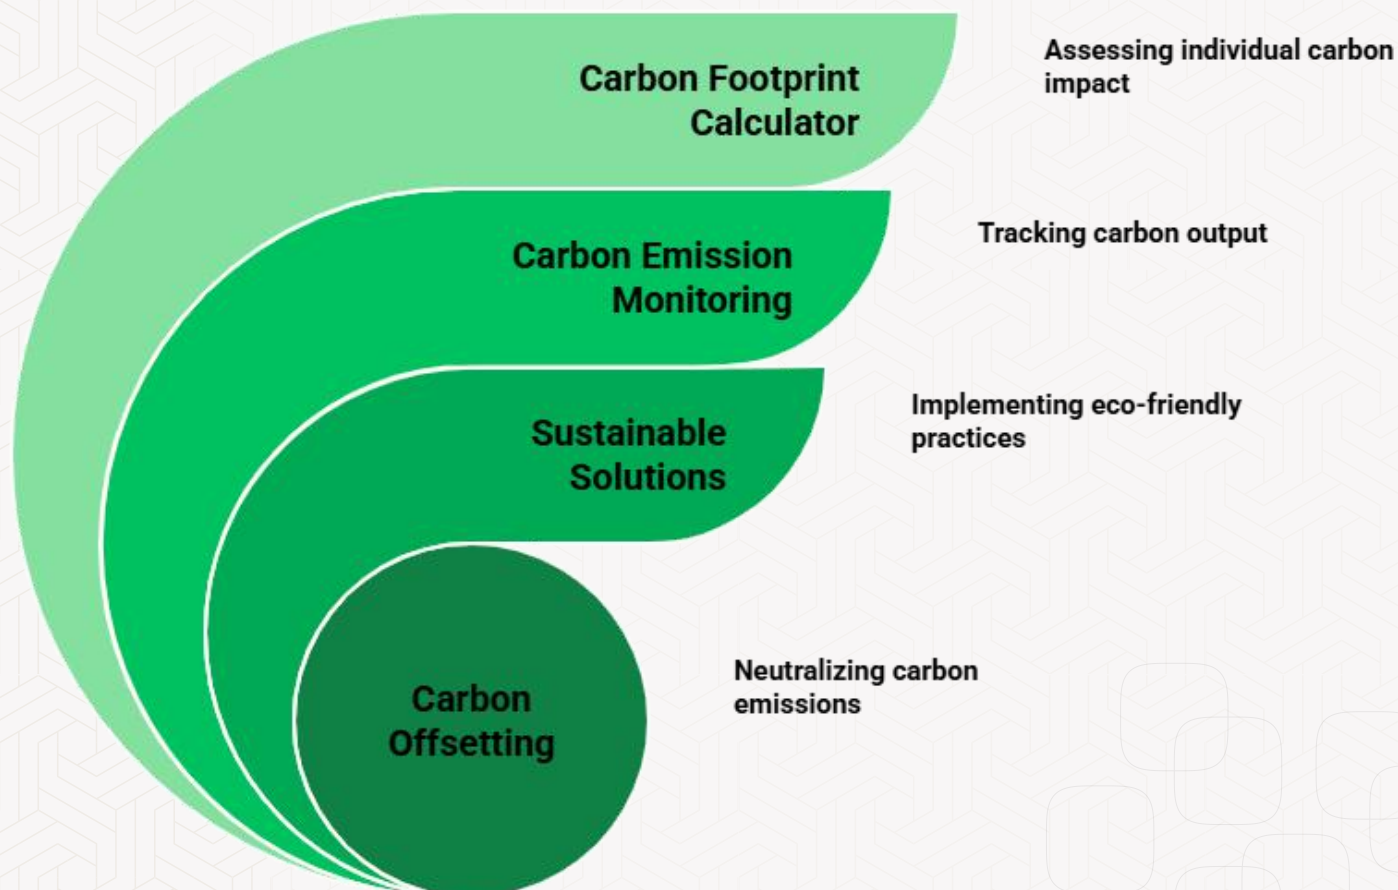 Carbon Footprint
Calculator
Assessing individual carbon
impact
Carbon Emission
Monitoring
Tracking carbon output
Sustainable
Solutions
Implementing eco-friendly
practices
Carbon
Offsetting
Neutralizing carbon
emissions